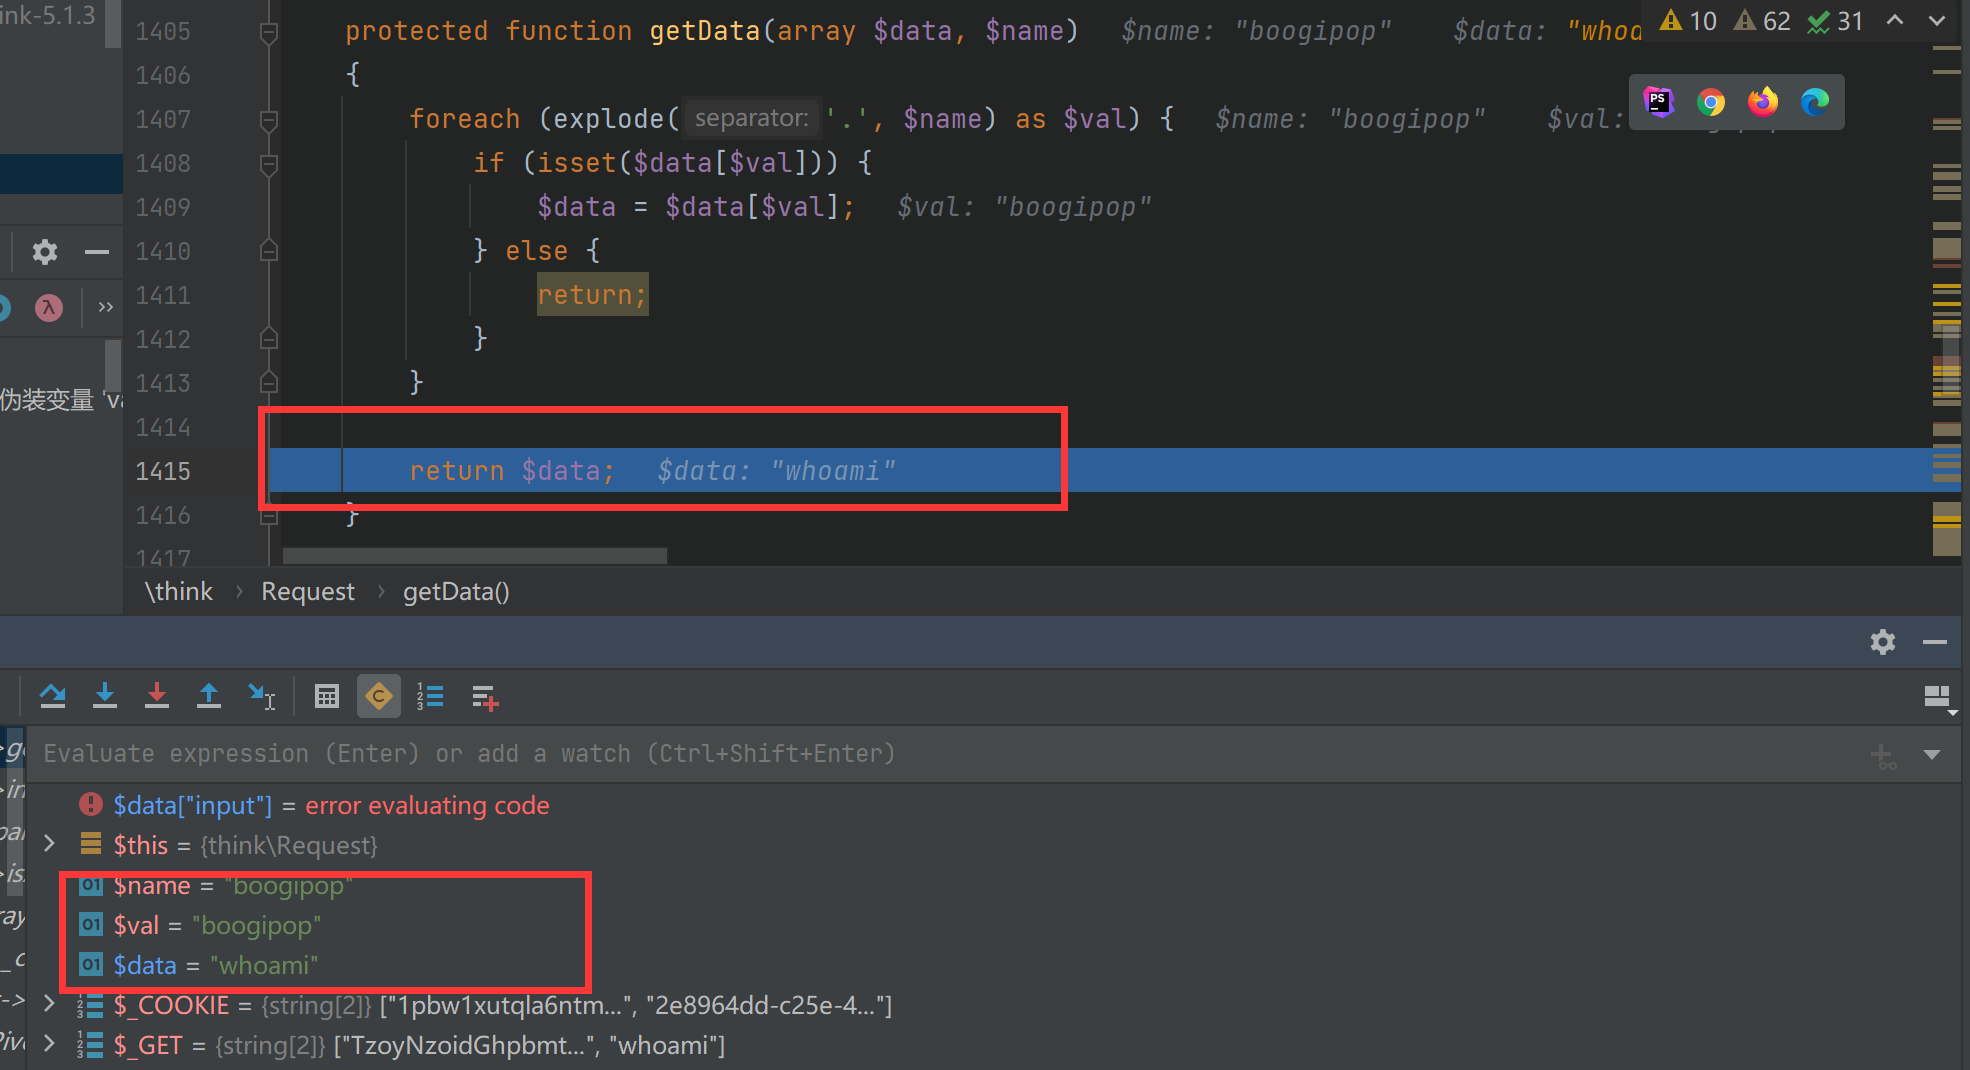 ink-5.1.3
10 62 31
1405 protected function getData(array $data, $name) $name: "boogipop" $data: "whoa
1406 {
PS
1407 foreach (explode( separator: '.', $name) as $val) { $name: "boogipop" $val:
1408 if (isset($data[$val])) {
1409 $data = $data[$val]; $val: "boogipop"
1410 } else {
1411 return;
1412 }
1413 }
伪装变量 'va
1414
1415 return $data; $data: "whoami"
1416 }
1417
\think › Request › getData()
Evaluate expression (Enter) or add a watch (Ctrl+Shift+Enter)
$data["input"] = error evaluating code
$this = {think\Request}
01 $name = "boogipop"
01 $val = "boogipop"
01 $data = "whoami"
$_COOKIE = {string[2]} ["1pbw1xutqla6ntm...", "2e8964dd-c25e-4..."]
$_GET = {string[2]} ["TzoyNzoidGhpbmt...", "whoami"]